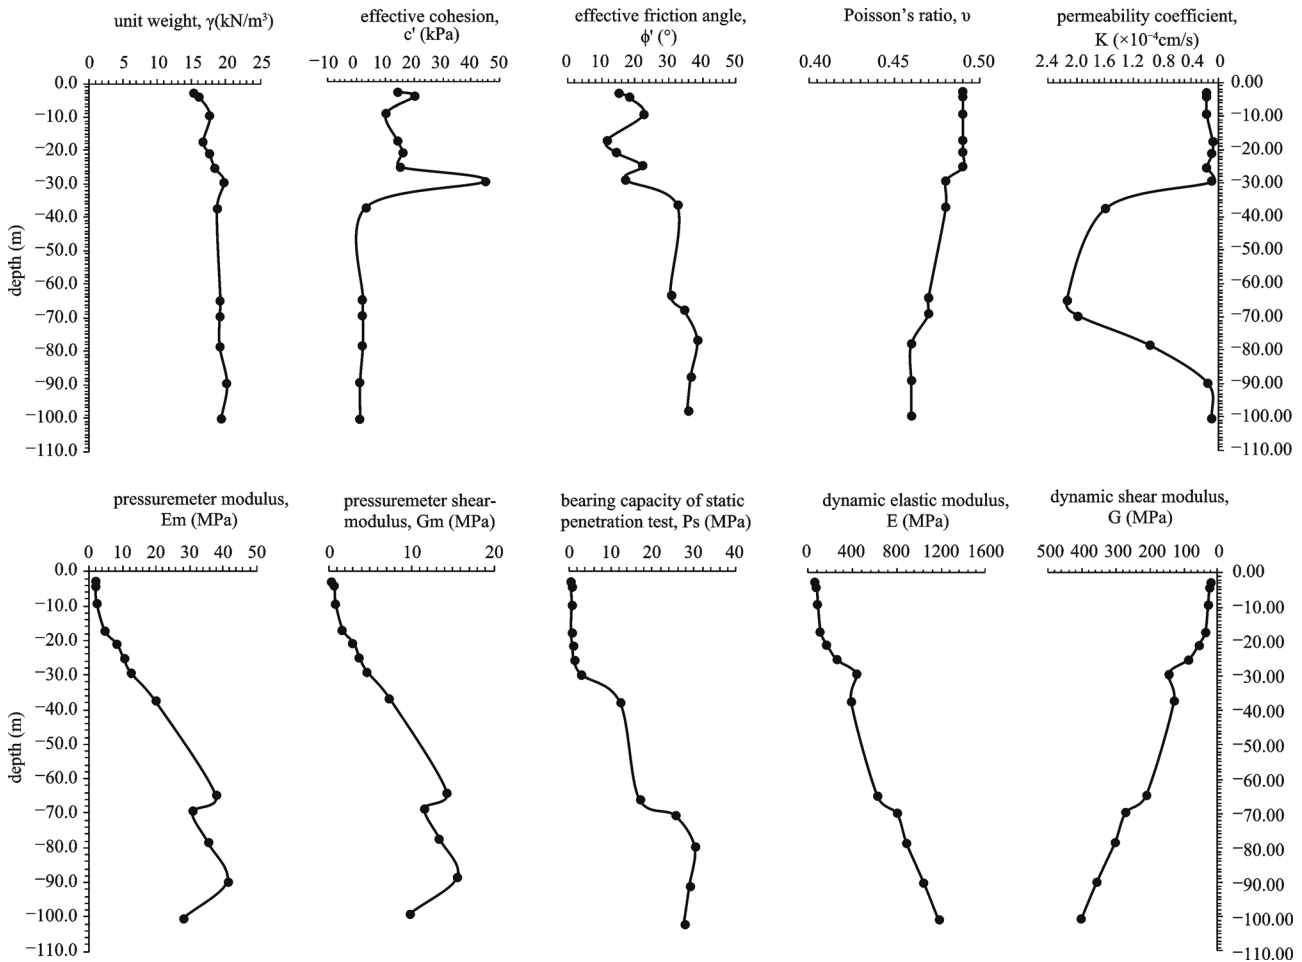 unit weight, γ(kN/m³)
0 5 10 15 20 25
effective cohesion,
c' (kPa)
−10 0 10 20 30 40 50
effective friction angle,
ϕ' (°)
0 10 20 30 40 50
Poisson’s ratio, υ
0.40 0.45 0.50
permeability coefficient,
K (×10⁻⁴cm/s)
2.4 2.0 1.6 1.2 0.8 0.4 0
depth (m)
0.0
−10.0
−20.0
−30.0
−40.0
−50.0
−60.0
−70.0
−80.0
−90.0
−100.0
−110.0
0.00
−10.00
−20.00
−30.00
−40.00
−50.00
−60.00
−70.00
−80.00
−90.00
−100.00
−110.00
pressuremeter modulus,
Em (MPa)
0 10 20 30 40 50
pressuremeter shear-
modulus, Gm (MPa)
0 10 20
bearing capacity of static
penetration test, Ps (MPa)
0 10 20 30 40
dynamic elastic modulus,
E (MPa)
0 400 800 1200 1600
dynamic shear modulus,
G (MPa)
500 400 300 200 100 0
depth (m)
0.0
−10.0
−20.0
−30.0
−40.0
−50.0
−60.0
−70.0
−80.0
−90.0
−100.0
−110.0
0.00
−10.00
−20.00
−30.00
−40.00
−50.00
−60.00
−70.00
−80.00
−90.00
−100.00
−110.00